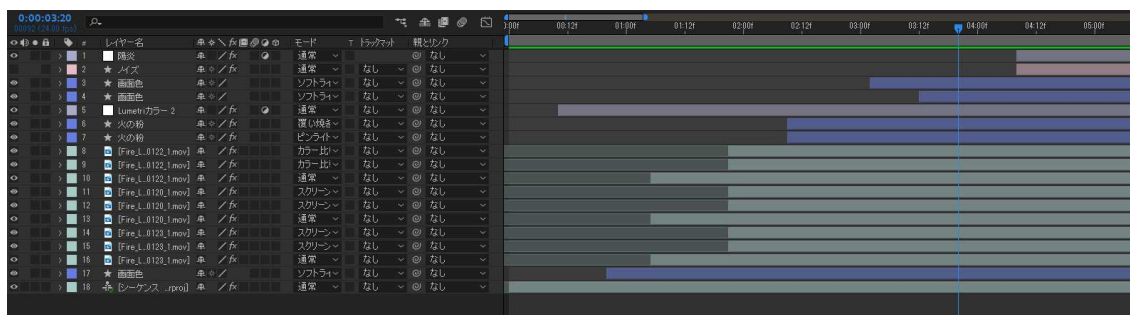 0:00:03:20
00092 (24.00 fps)
:00f 00:12f 01:00f 01:12f 02:00f 02:12f 03:00f 03:12f 04:00f 04:12f 05:00f
# レイヤー名 モード T トラックマット 親とリンク
1 陽炎 通常 なし
2 ノイズ 通常 なし なし
3 画面色 ソフトライ なし なし
4 画面色 ソフトライ なし なし
5 Lumetriカラー 2 通常 なし なし
6 火の粉 覆い焼き なし なし
7 火の粉 ピンライト なし なし
8 [Fire_L...0122_1.mov] カラー比 なし なし
9 [Fire_L...0122_1.mov] カラー比 なし なし
10 [Fire_L...0122_1.mov] 通常 なし なし
11 [Fire_L...0120_1.mov] スクリーン なし なし
12 [Fire_L...0120_1.mov] スクリーン なし なし
13 [Fire_L...0120_1.mov] 通常 なし なし
14 [Fire_L...0123_1.mov] スクリーン なし なし
15 [Fire_L...0123_1.mov] スクリーン なし なし
16 [Fire_L...0123_1.mov] 通常 なし なし
17 画面色 ソフトライ なし なし
18 [シーケンス ...rproj] 通常 なし なし